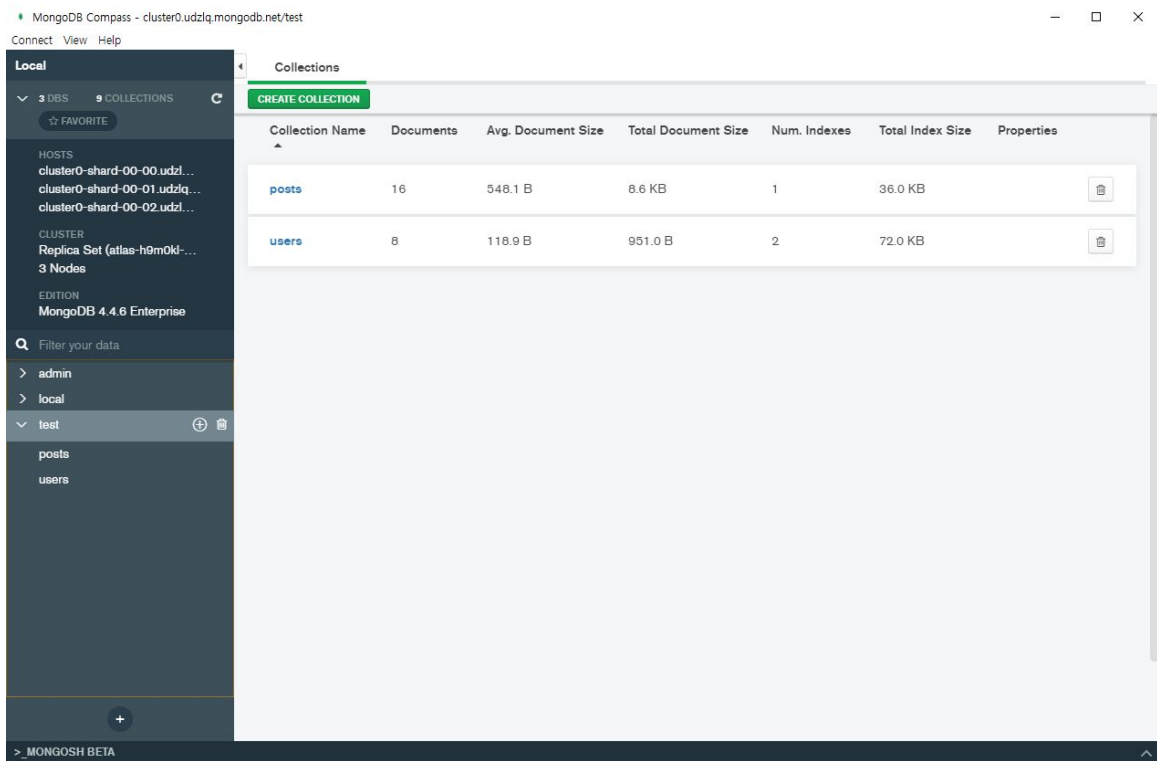 MongoDB Compass - cluster0.udzlq.mongodb.net/test
Connect View Help
Local
3 DBS 9 COLLECTIONS
☆ FAVORITE
HOSTS
cluster0-shard-00-00.udzl...
cluster0-shard-00-01.udzlq...
cluster0-shard-00-02.udzl...
CLUSTER
Replica Set (atlas-h9m0kl-...
3 Nodes
EDITION
MongoDB 4.4.6 Enterprise
Filter your data
admin
local
test
posts
users
>_MONGOSH BETA
Collections
CREATE COLLECTION
Collection Name Documents Avg. Document Size Total Document Size Num. Indexes Total Index Size Properties
posts 16 548.1 B 8.6 KB 1 36.0 KB
users 8 118.9 B 951.0 B 2 72.0 KB